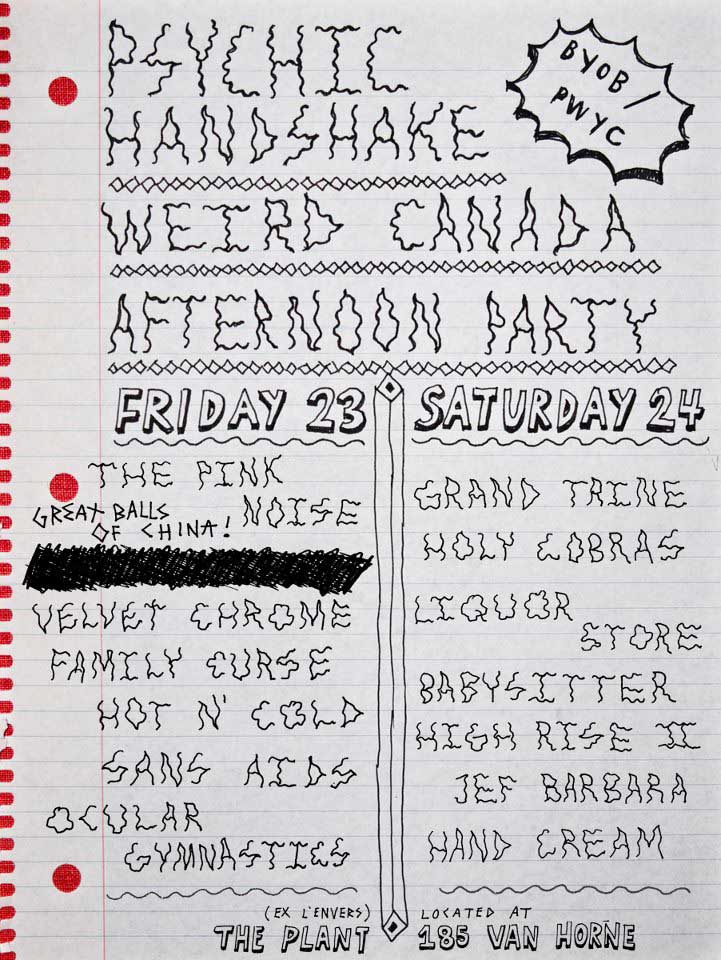 PSYCHIC
HANDSHAKE
BYOB/
PWYC
WEIRD CANADA
AFTERNOON PARTY
FRIDAY 23
THE PINK
NOISE
GREAT BALLS
OF CHINA!
VELVET CHROME
FAMILY CURSE
HOT N' COLD
SANS AIDS
OCULAR
GYMNASTICS
SATURDAY 24
GRAND TRINE
HOLY COBRAS
LIQUOR
STORE
BABYSITTER
HIGH RISE II
JEF BARBARA
HAND CREAM
(EX L'ENVERS)
THE PLANT
LOCATED AT
185 VAN HORNE